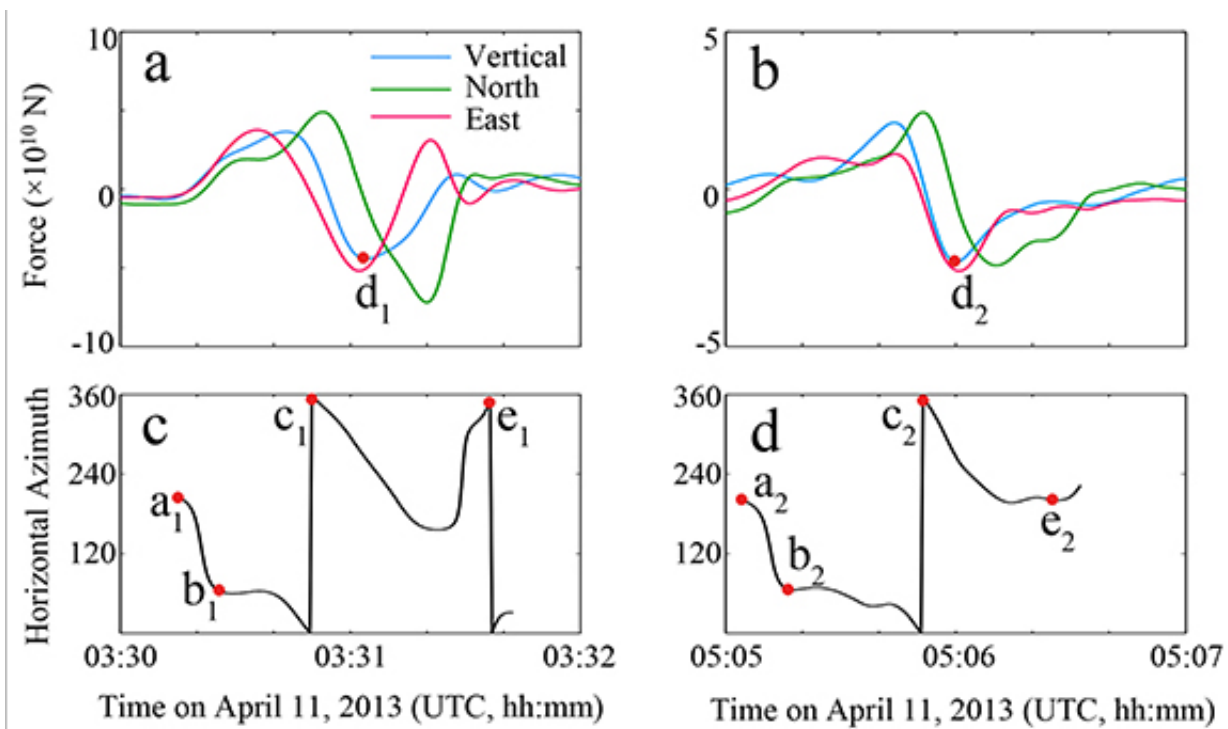 10
a
Vertical
North
East
0
d1
-10
Force (×10¹⁰ N)
5
b
0
d2
-5
360
c
c1
e1
240
a1
120
b1
03:30
03:31
03:32
Horizontal Azimuth
Time on April 11, 2013 (UTC, hh:mm)
360
d
c2
240
a2
e2
120
b2
05:05
05:06
05:07
Time on April 11, 2013 (UTC, hh:mm)